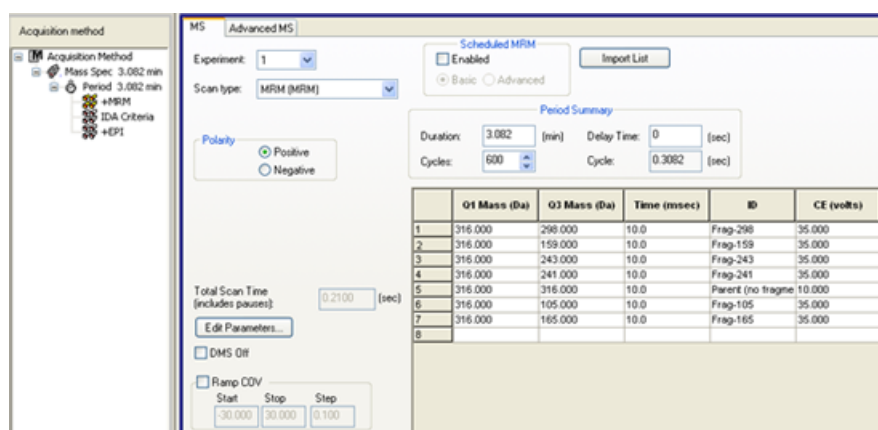 Acquisition method
Acquisition Method
Mass Spec 3.082 min
Period 3.082 min
+MRM
IDA Criteria
+EPI
MS Advanced MS
Experiment: 1
Scan type: MRM (MRM)
Scheduled MRM
Enabled
Basic Advanced
Import List
Polarity
Positive
Negative
Period Summary
Duration: 3.082 (min) Delay Time: 0 (sec)
Cycles: 600 Cycle: 0.3082 (sec)
Q1 Mass (Da) Q3 Mass (Da) Time (msec) ID CE (volts)
1 316.000 298.000 10.0 Frag-298 35.000
2 316.000 159.000 10.0 Frag-159 35.000
3 316.000 243.000 10.0 Frag-243 35.000
4 316.000 241.000 10.0 Frag-241 35.000
5 316.000 316.000 10.0 Parent (no fragme 10.000
6 316.000 105.000 10.0 Frag-105 35.000
7 316.000 165.000 10.0 Frag-165 35.000
8
Total Scan Time
(includes pauses): 0.2100 (sec)
Edit Parameters...
DMS Off
Ramp COV
Start Stop Step
-30.000 30.000 0.100